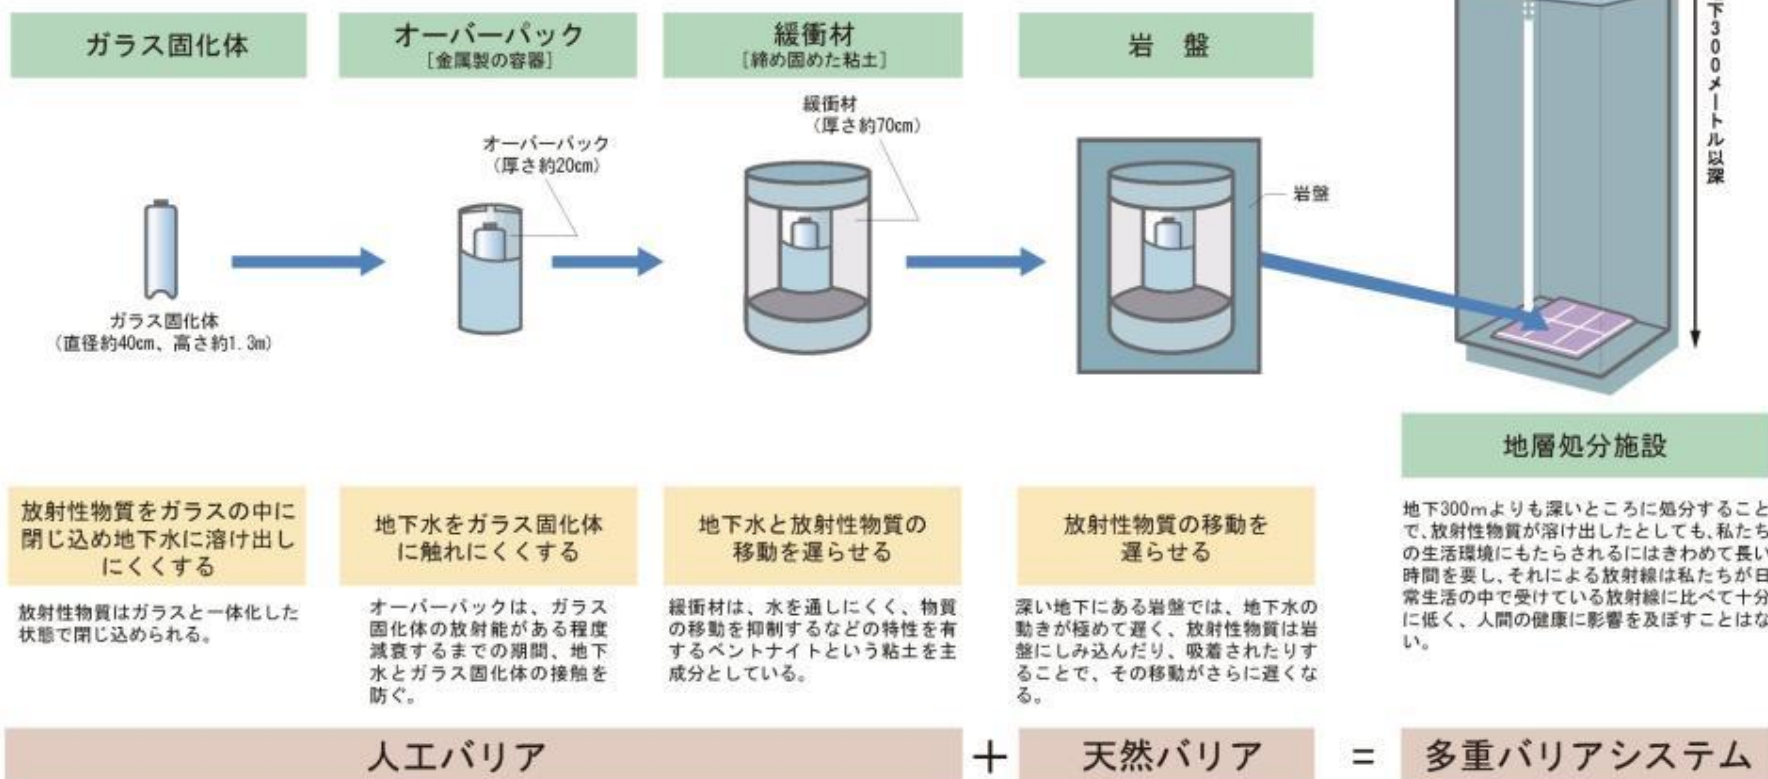 ガラス固化体
オーバーパック
[金属製の容器]
緩衝材
[締め固めた粘土]
岩 盤
下300メートル以深
緩衝材
（厚さ約70cm）
オーバーパック
（厚さ約20cm）
岩盤
ガラス固化体
（直径約40cm、高さ約1.3m）
地層処分施設
放射性物質をガラスの中に
閉じ込め地下水に溶け出し
にくくする
放射性物質はガラスと一体化した
状態で閉じ込められる。
地下水をガラス固化体
に触れにくくする
オーバーパックは、ガラス
固化体の放射能がある程度
減衰するまでの期間、地下
水とガラス固化体の接触を
防ぐ。
地下水と放射性物質の
移動を遅らせる
緩衝材は、水を通しにくく、物質
の移動を抑制するなどの特性を有
するベントナイトという粘土を主
成分としている。
放射性物質の移動を
遅らせる
深い地下にある岩盤では、地下水の
動きが極めて遅く、放射性物質は岩
盤にしみ込んだり、吸着されたりす
ることで、その移動がさらに遅くな
る。
地下300mよりも深いところに処分すること
で、放射性物質が溶け出したとしても、私たち
の生活環境にもたらされるにはきわめて長い
時間を要し、それによる放射線は私たちが日
常生活の中で受けている放射線に比べて十分
に低く、人間の健康に影響を及ぼすことはな
い。
人工バリア
＋
天然バリア
＝
多重バリアシステム